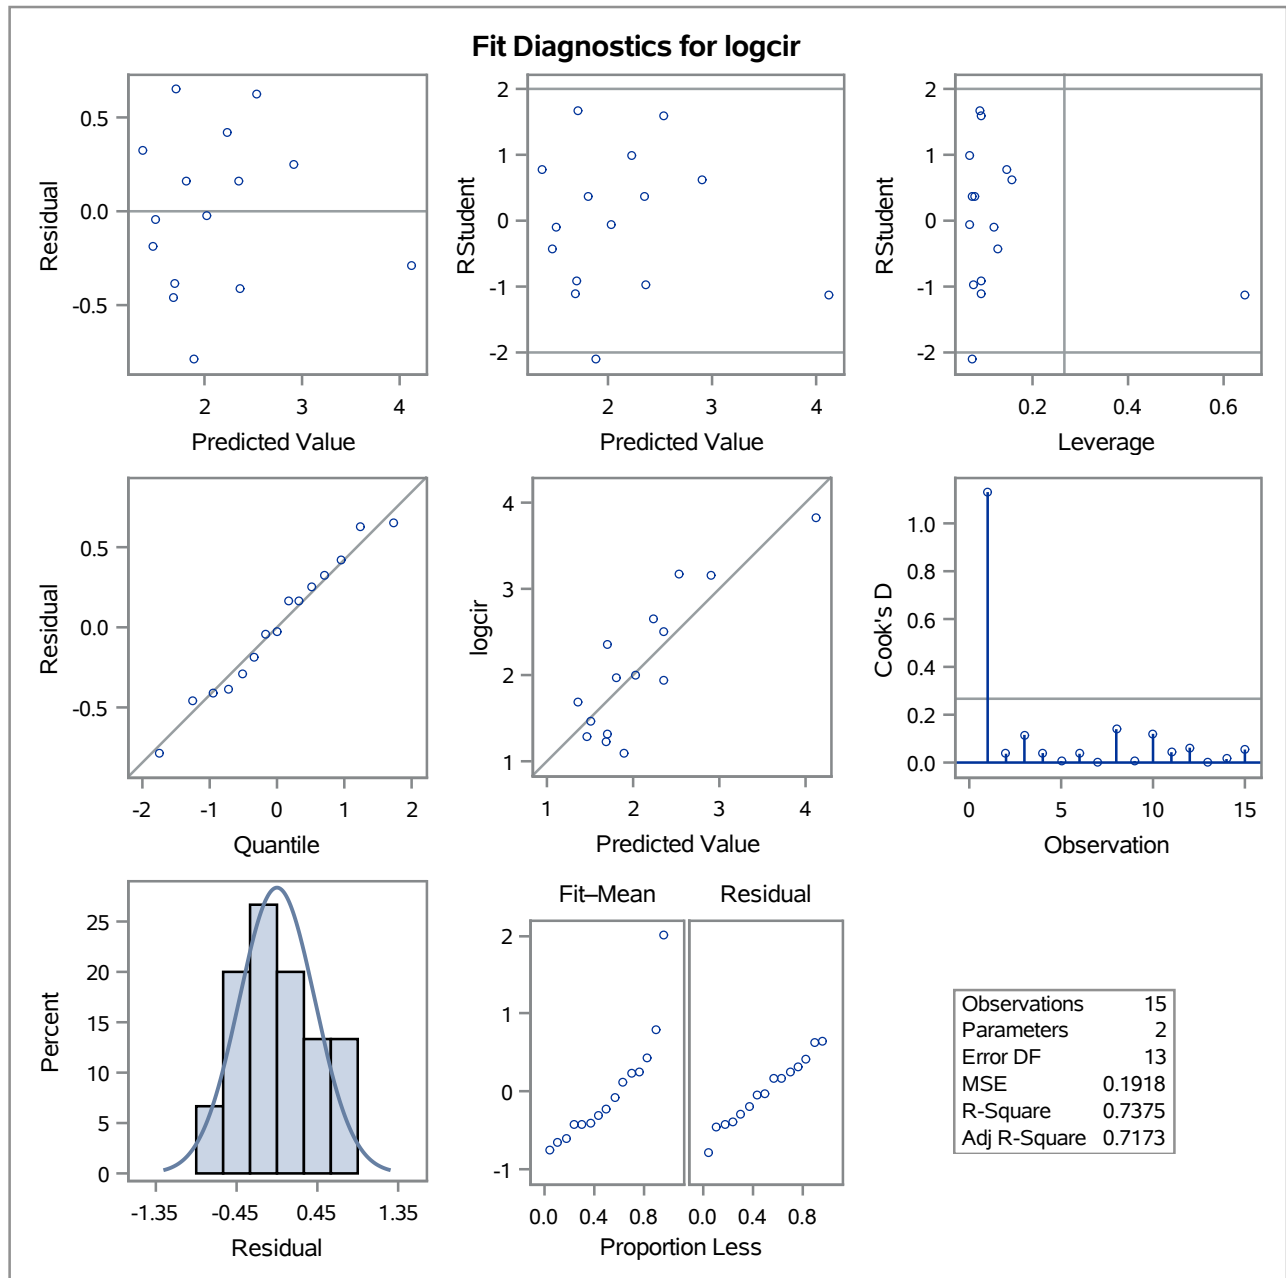 Fit Diagnostics for logcir
0.5
0.0
-0.5
Residual
2 3 4
Predicted Value
2
1
0
-1
-2
RStudent
2 3 4
Predicted Value
2
1
0
-1
-2
RStudent
0.2 0.4 0.6
Leverage
0.5
0.0
-0.5
Residual
-2 -1 0 1 2
Quantile
4
3
2
1
logcir
1 2 3 4
Predicted Value
1.0
0.8
0.6
0.4
0.2
0.0
Cook's D
0 5 10 15
Observation
25
20
15
10
5
0
Percent
-1.35 -0.45 0.45 1.35
Residual
Fit–Mean Residual
2
1
0
-1
0.0 0.4 0.8 0.0 0.4 0.8
Proportion Less
Observations 15
Parameters 2
Error DF 13
MSE 0.1918
R-Square 0.7375
Adj R-Square 0.7173